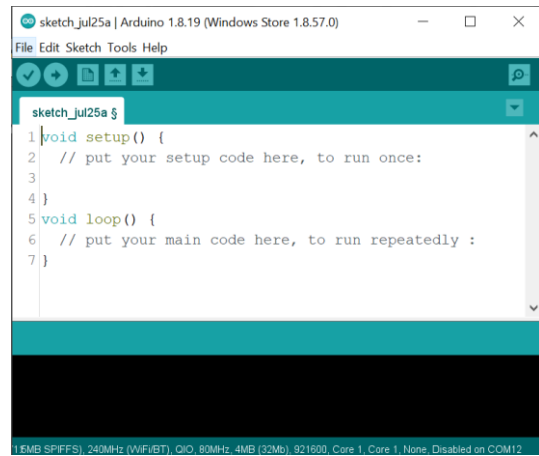 sketch_jul25a | Arduino 1.8.19 (Windows Store 1.8.57.0)
File Edit Sketch Tools Help
sketch_jul25a §
1 void setup() {
2 // put your setup code here, to run once:
3
4 }
5 void loop() {
6 // put your main code here, to run repeatedly :
7 }
SPIFFS), 240MHz (WiFi/BT), QIO, 80MHz, 4MB (32Mb), 921600, Core 1, Core 1, None, Disabled on COM12